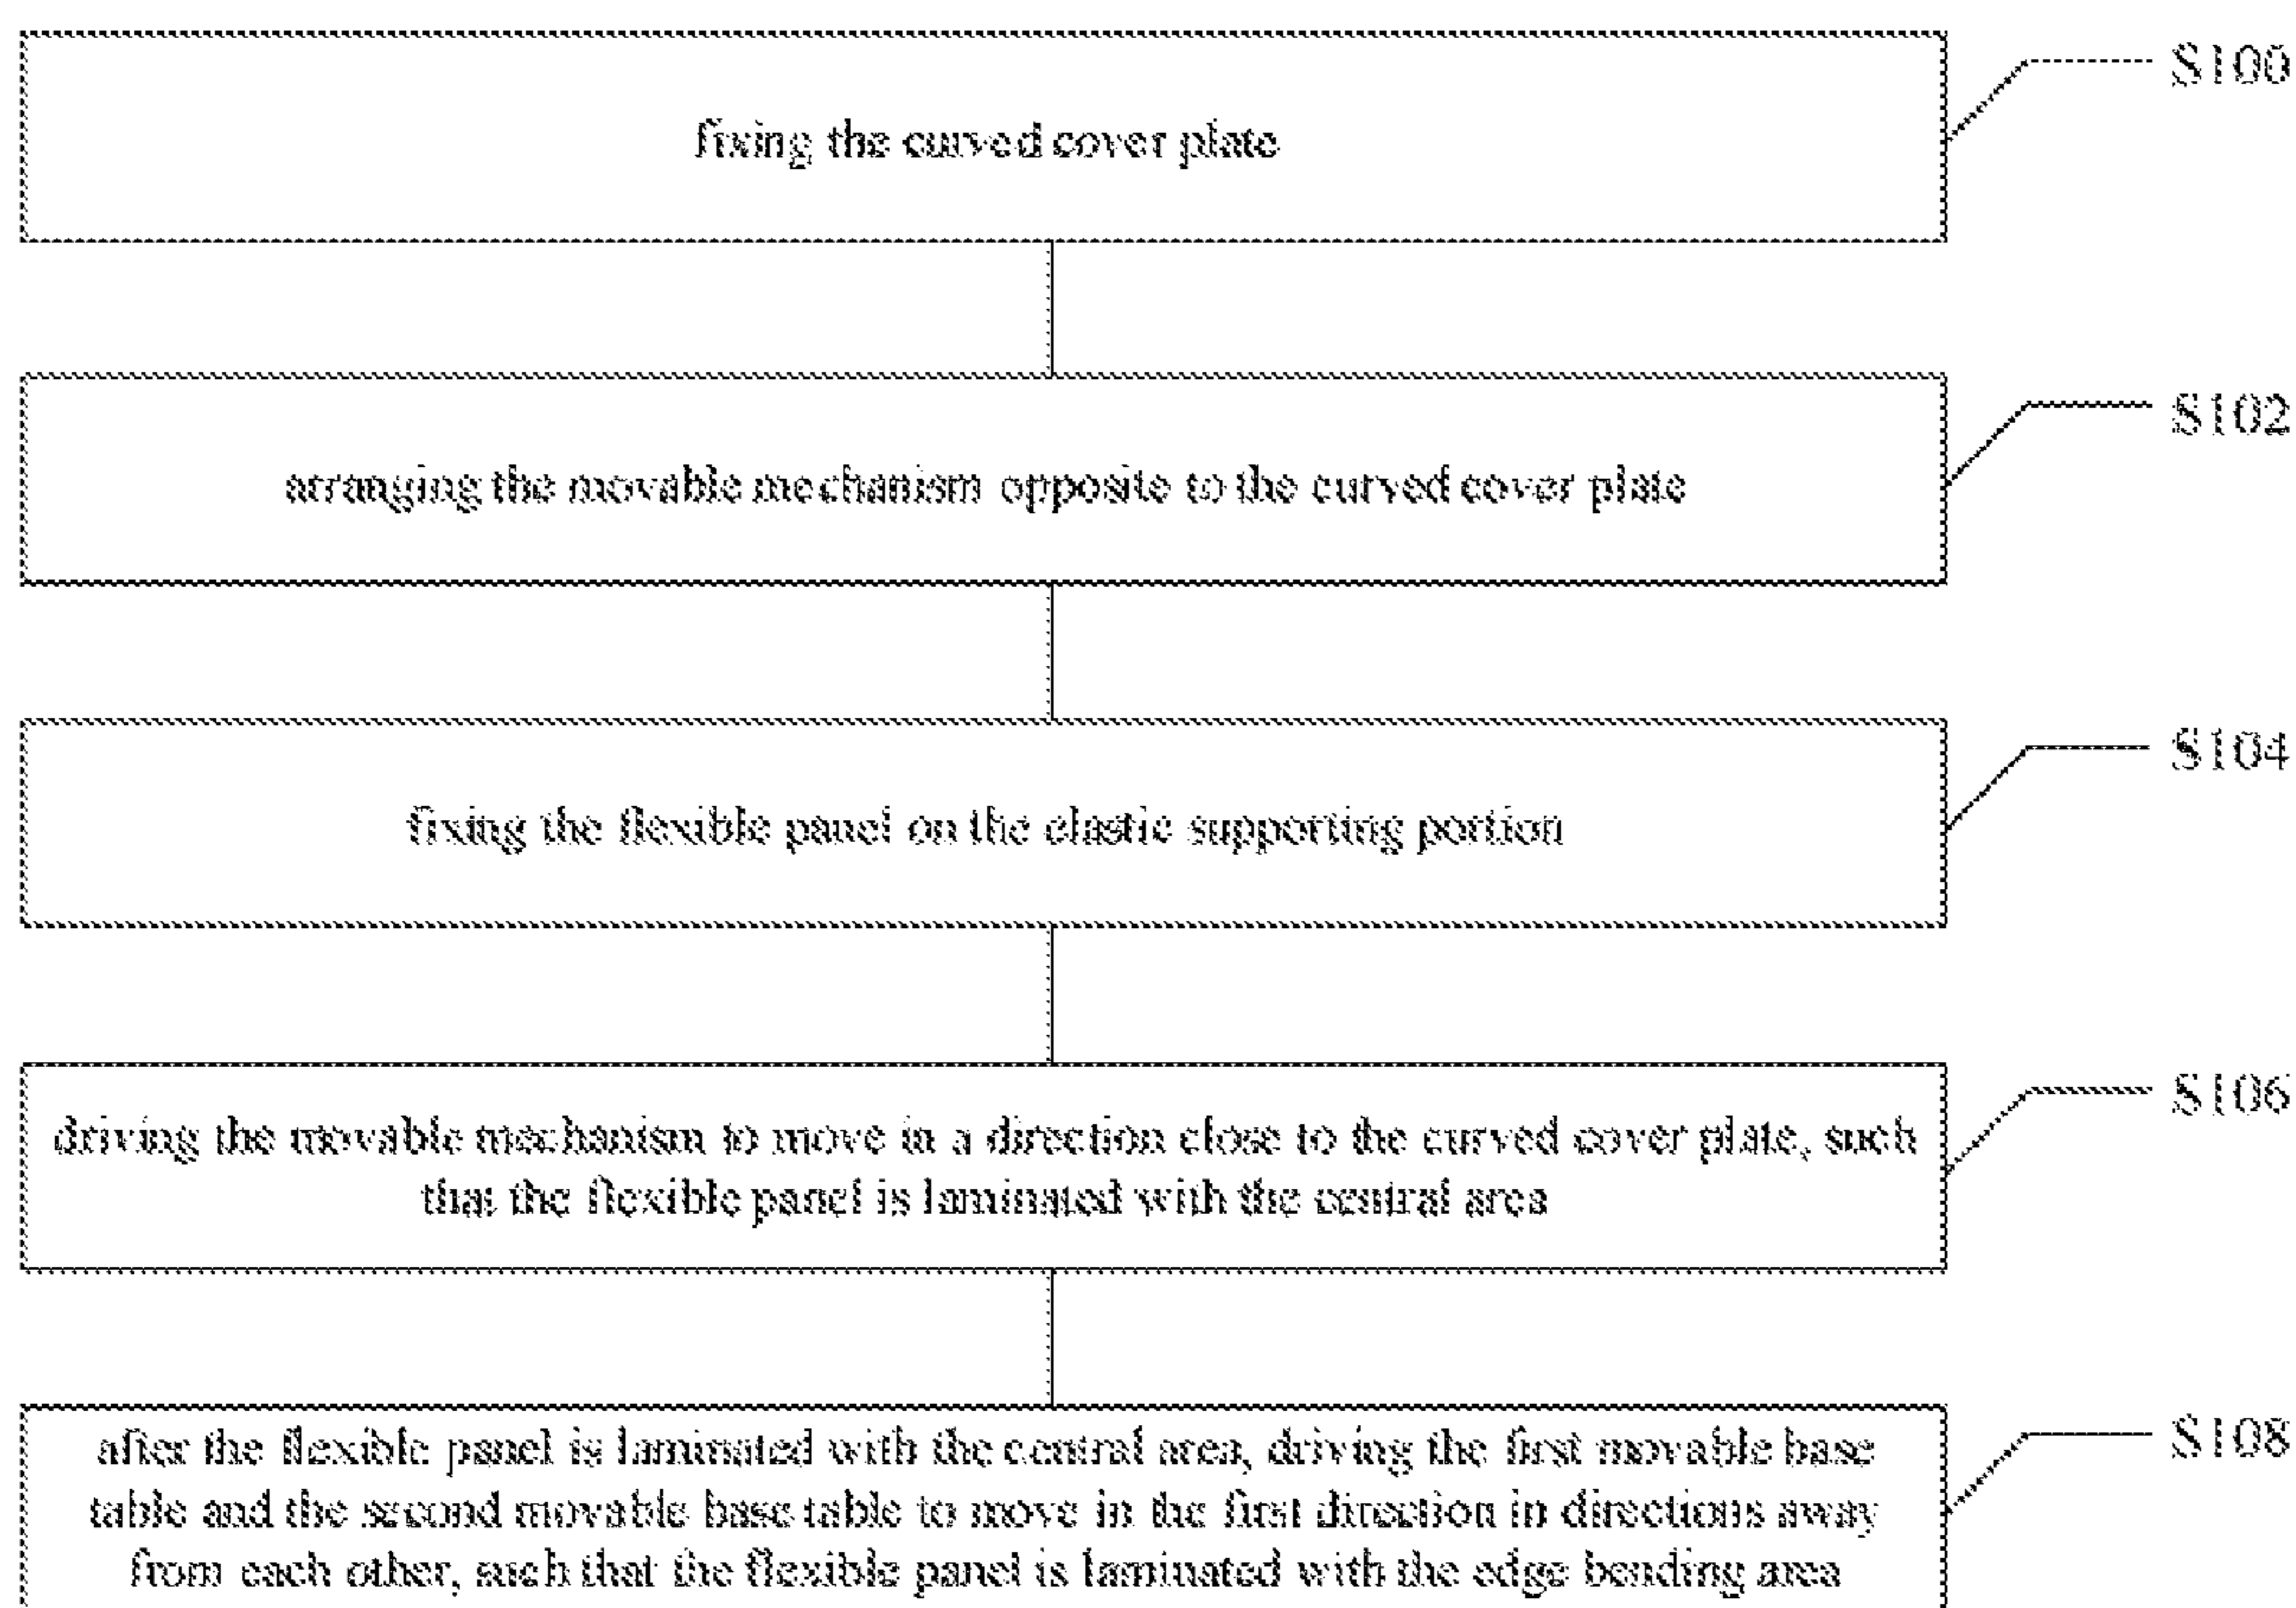 fixing the curved cover plate
S100
arranging the movable mechanism opposite to the curved cover plate
S102
fixing the flexible panel on the elastic supporting portion
S104
driving the movable mechanism to move in a direction close to the curved cover plate, such
that the flexible panel is laminated with the central area
S106
after the flexible panel is laminated with the central area, driving the first movable base
table and the second movable base table to move in the first direction in directions away
from each other, such that the flexible panel is laminated with the edge bending area
S108